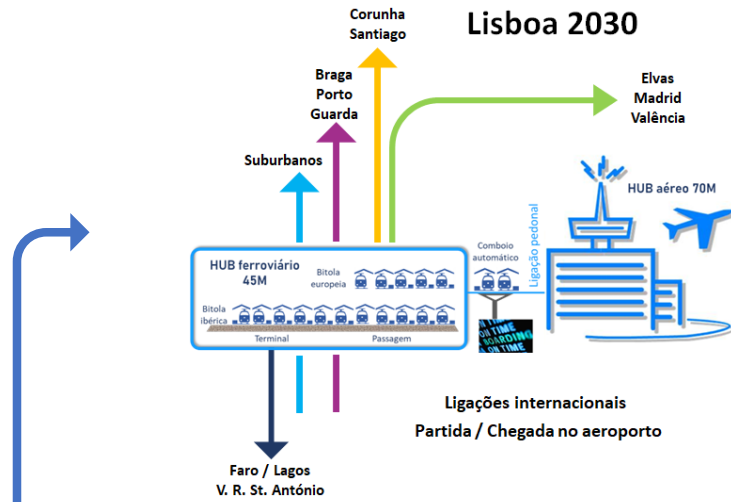 Lisboa 2030
Corunha
Santiago
Braga
Porto
Guarda
Elvas
Madrid
Valência
Suburbanos
HUB aéreo 70M
Ligação pedonal
Comboio
automático
HUB ferroviário
45M
Bitola
europeia
Bitola
ibérica
Terminal
Passagem
ON TIME
BOARDING
ON TIME
Ligações internacionais
Partida / Chegada no aeroporto
Faro / Lagos
V. R. St. António